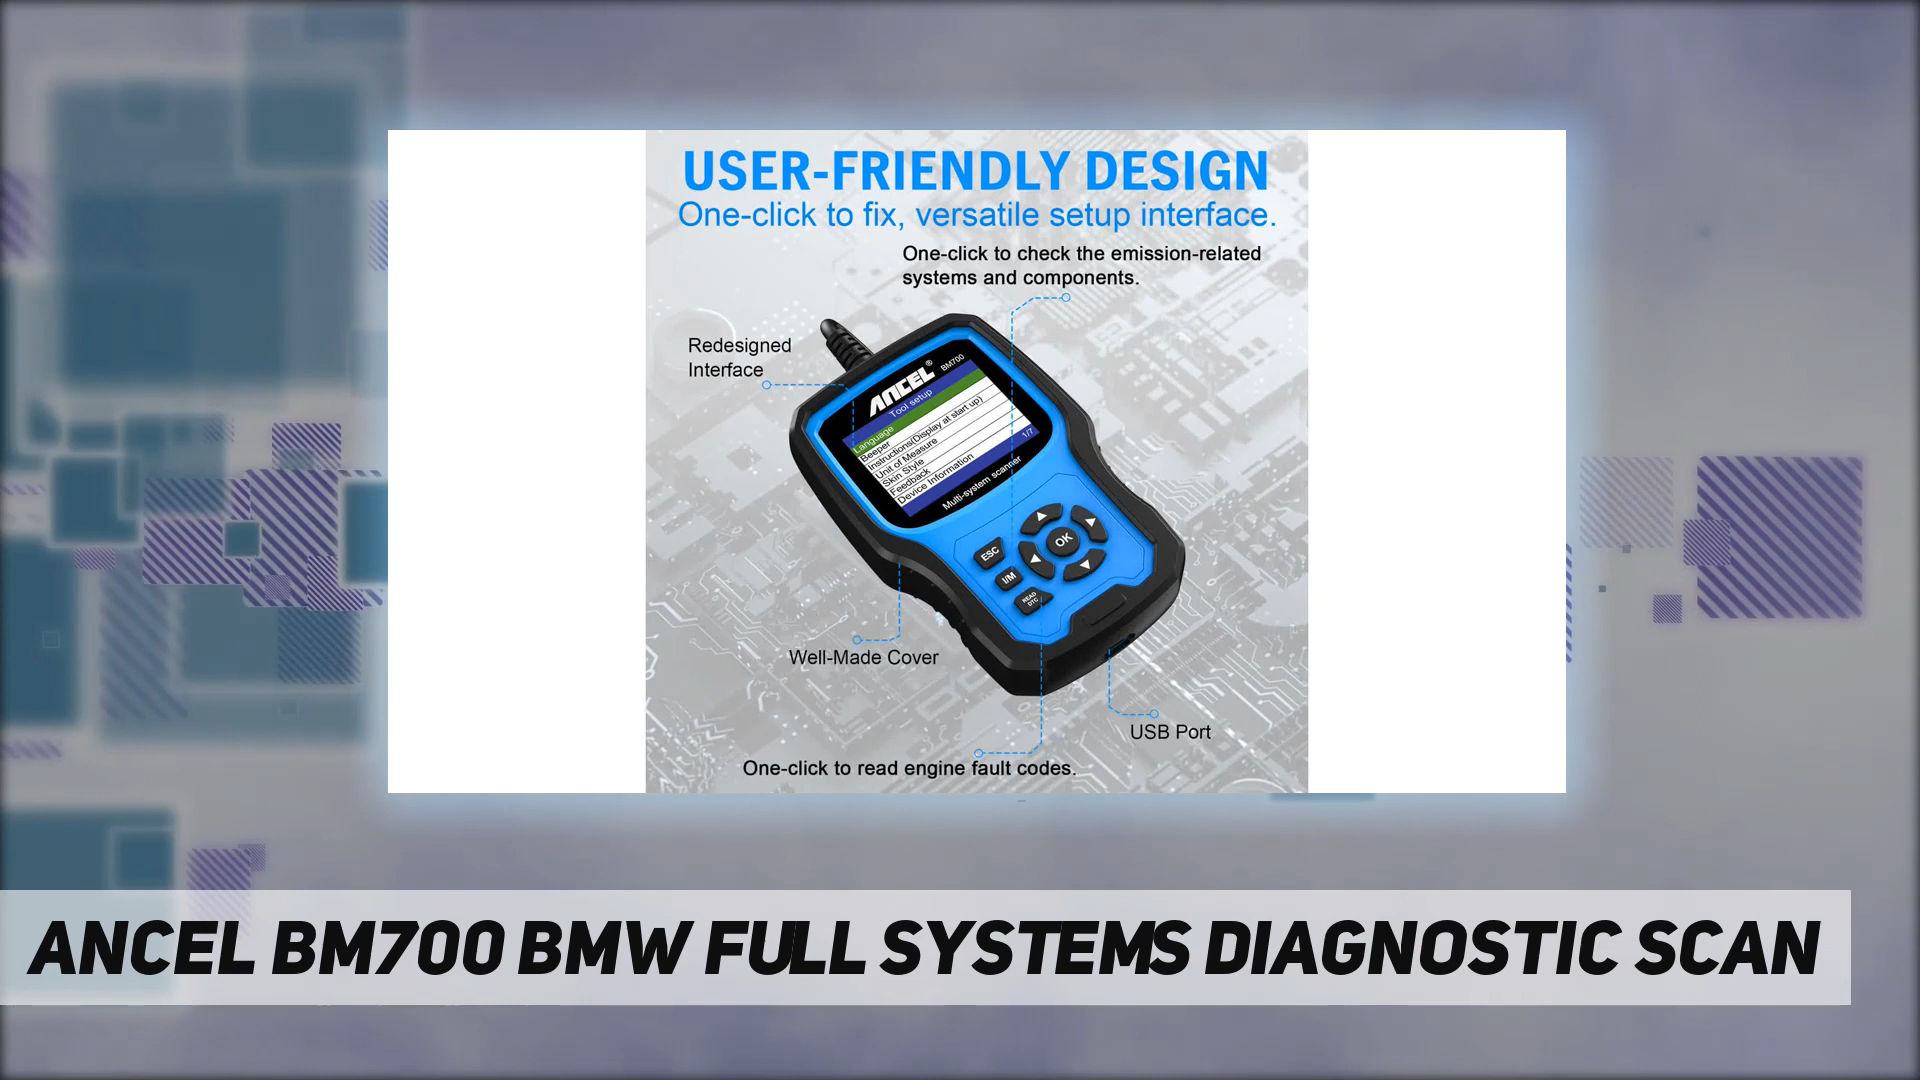 USER-FRIENDLY DESIGN
One-click to fix, versatile setup interface.
One-click to check the emission-related
systems and components.
Redesigned
Interface
ANCEL® BM700
Tool setup
Language
Beeper
Instructions(Display at start up)
Unit of Measure
Skin Style
Feedback
Device Information
1/7
Multi-system scanner
OK
ESC
I/M
READ
DTC
Well-Made Cover
USB Port
One-click to read engine fault codes.
ANCEL BM700 BMW FULL SYSTEMS DIAGNOSTIC SCAN